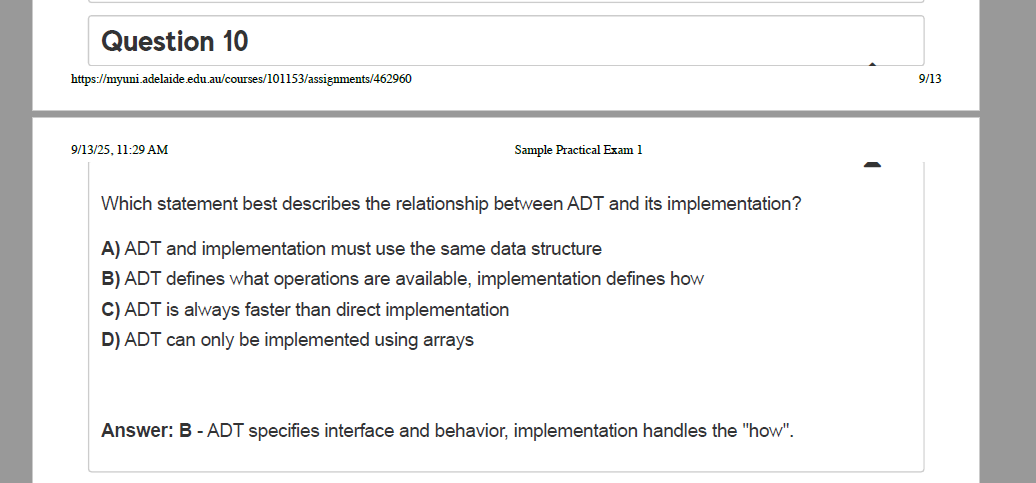 Question 10
https://myuni.adelaide.edu.au/courses/101153/assignments/462960 9/13
9/13/25, 11:29 AM Sample Practical Exam 1
Which statement best describes the relationship between ADT and its implementation?
A) ADT and implementation must use the same data structure
B) ADT defines what operations are available, implementation defines how
C) ADT is always faster than direct implementation
D) ADT can only be implemented using arrays
Answer: B - ADT specifies interface and behavior, implementation handles the "how".